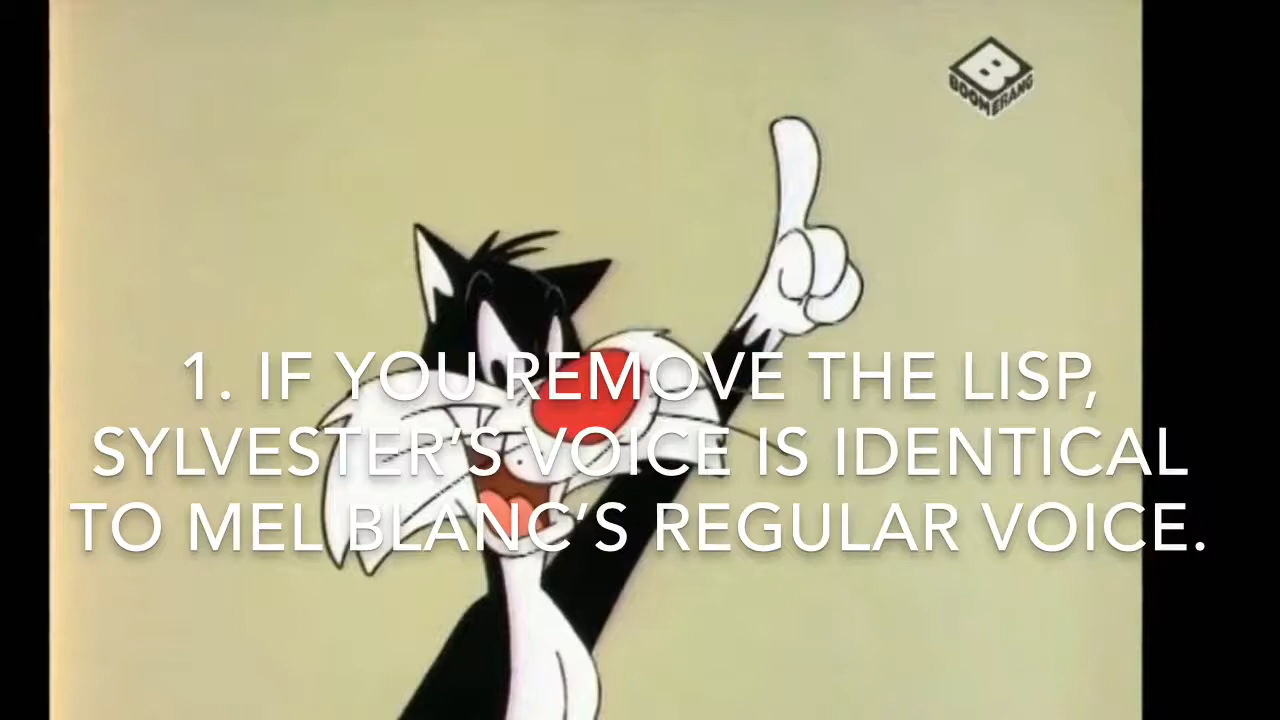 BOOMERANG
1. IF YOU REMOVE THE LISP,
SYLVESTER'S VOICE IS IDENTICAL
TO MEL BLANC'S REGULAR VOICE.